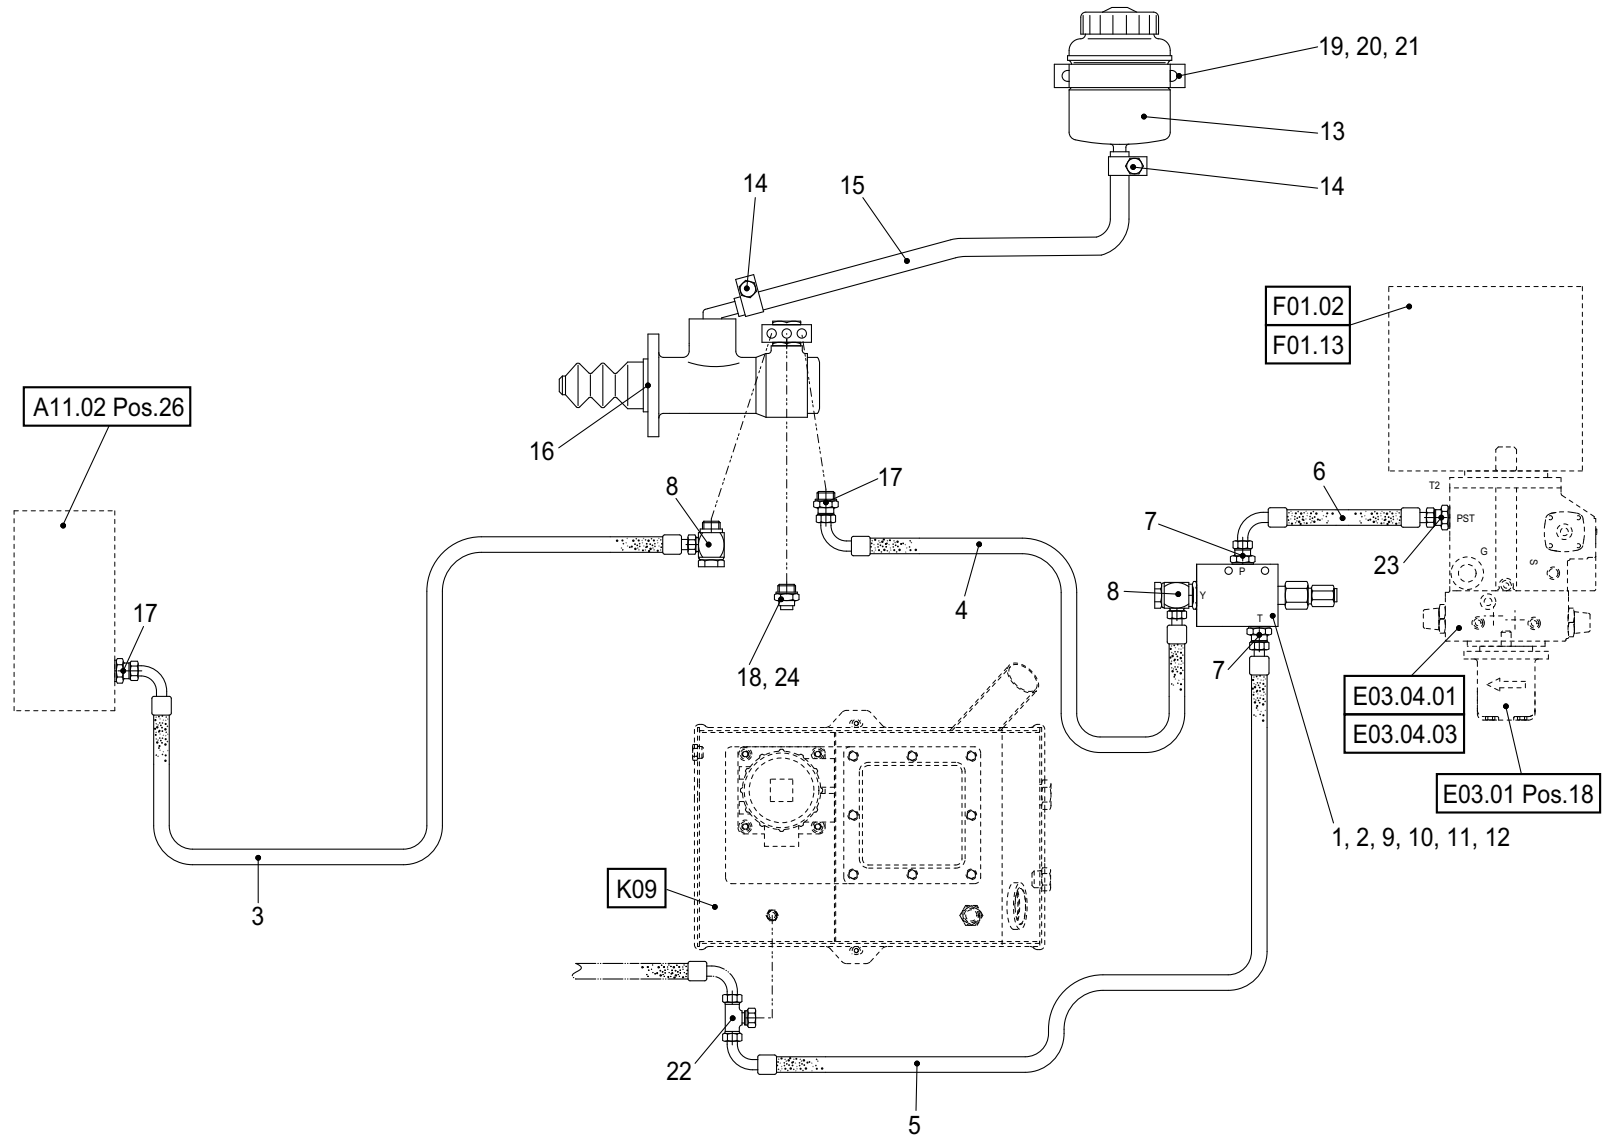 19, 20, 21
13
14
14
15
F01.02
F01.13
A11.02 Pos.26
16
8
17
6
T2
7
PST
23
G
S
P
8
Y
4
T
17
18, 24
7
E03.04.01
E03.04.03
E03.01 Pos.18
1, 2, 9, 10, 11, 12
K09
3
22
5